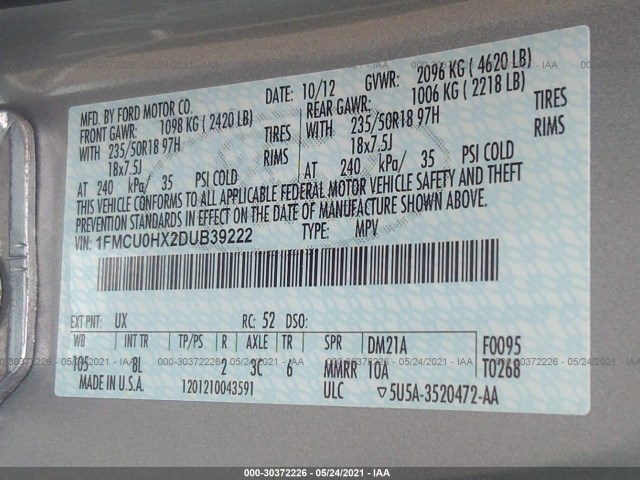 MFD. BY FORD MOTOR CO.
DATE: 10/12 GVWR: 2096 KG ( 4620 LB)
FRONT GAWR: 1098 KG ( 2420 LB)
REAR GAWR: 1006 KG ( 2218 LB)
WITH 235/50R18 97H TIRES
WITH 235/50R18 97H TIRES
18x7.5J RIMS
18x7.5J RIMS
AT 240 kPa/ 35 PSI COLD
AT 240 kPa/ 35 PSI COLD
THIS VEHICLE CONFORMS TO ALL APPLICABLE FEDERAL MOTOR VEHICLE SAFETY AND THEFT
PREVENTION STANDARDS IN EFFECT ON THE DATE OF MANUFACTURE SHOWN ABOVE.
VIN: 1FMCU0HX2DUB39222 TYPE: MPV
EXT PNT: UX RC: 52 DSO:
WB INT TR TP/PS R AXLE TR SPR DM21A F0095
105 8L 2 3C 6 MMRR 10A T0268
MADE IN U.S.A. 1201210043591 ULC ▽5U5A-3520472-AA
000-30372226 - 05/24/2021 - IAA